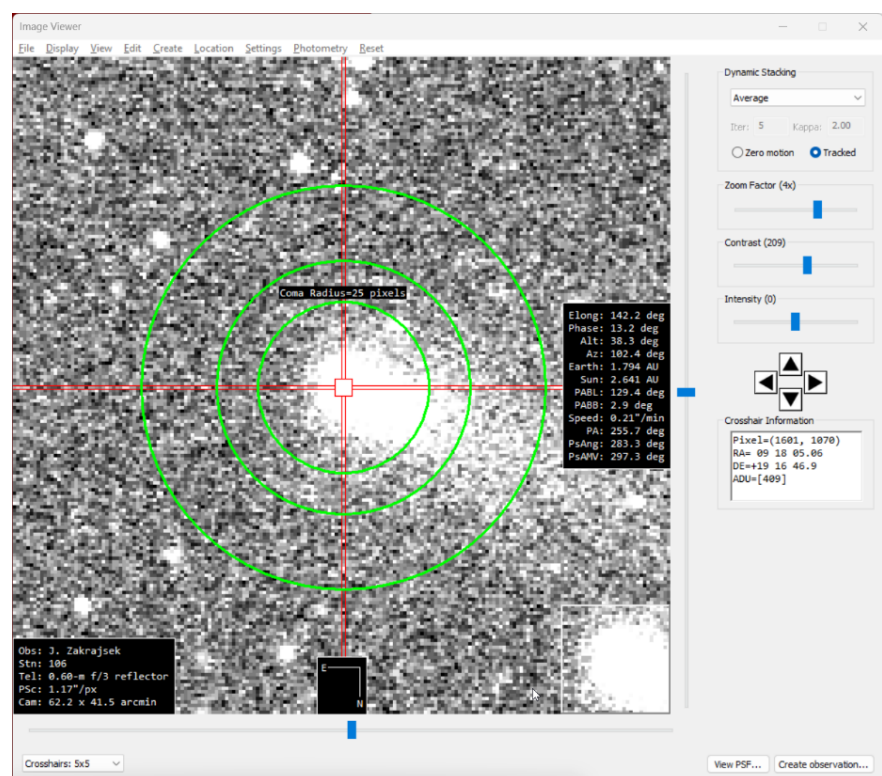 Image Viewer
File Display View Edit Create Location Settings Photometry Reset
Coma Radius=25 pixels
Elong: 142.2 deg
Phase: 13.2 deg
Alt: 38.3 deg
Az: 102.4 deg
Earth: 1.794 AU
Sun: 2.641 AU
PABL: 129.4 deg
PABB: 2.9 deg
Speed: 0.21"/min
PA: 255.7 deg
PsAng: 283.3 deg
PsAMV: 297.3 deg
Obs: J. Zakrajsek
Stn: 106
Tel: 0.60-m f/3 reflector
PSc: 1.17"/px
Cam: 62.2 x 41.5 arcmin
E
N
Crosshairs: 5x5
Dynamic Stacking
Average
Iter: 5 Kappa: 2.00
Zero motion Tracked
Zoom Factor (4x)
Contrast (209)
Intensity (0)
Crosshair Information
Pixel=(1601, 1070)
RA= 09 18 05.06
DE=+19 16 46.9
ADU=[409]
View PSF... Create observation...